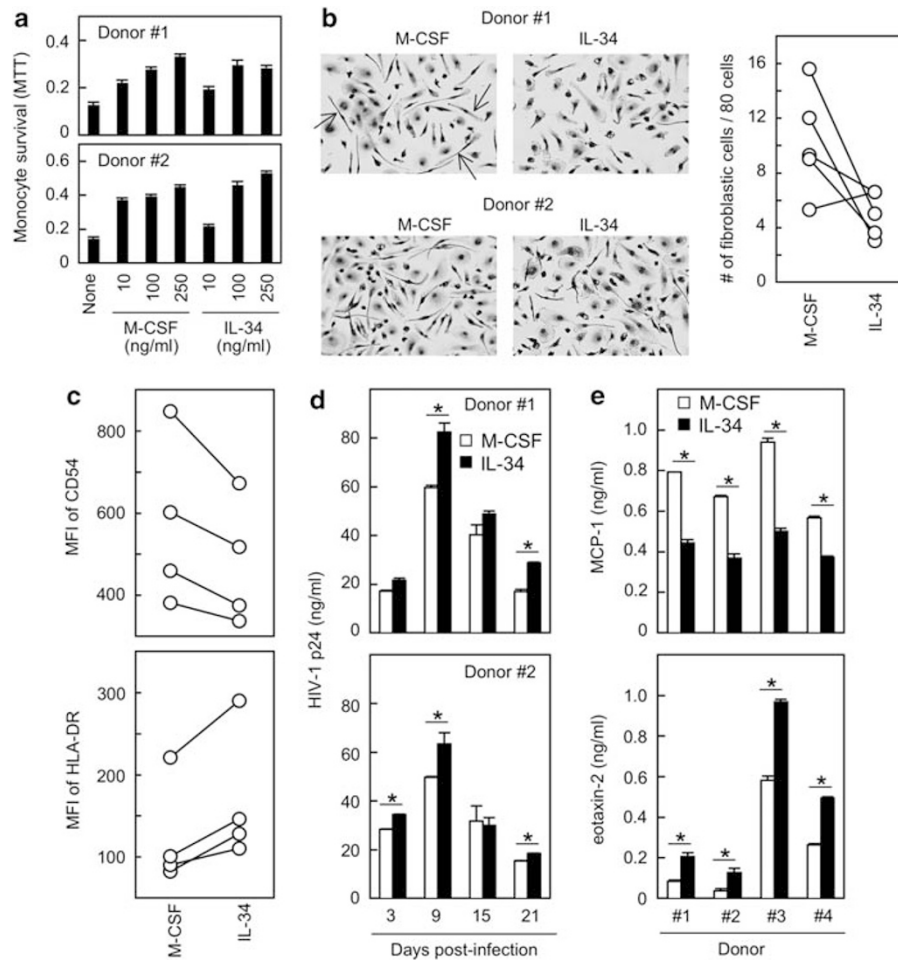 a
Donor #1
Monocyte survival (MTT)
0.4
0.2
0
Donor #2
0.6
0.4
0.2
0
None
10
100
250
10
100
250
M-CSF
(ng/ml)
IL-34
(ng/ml)
b
Donor #1
M-CSF
IL-34
Donor #2
M-CSF
IL-34
# of fibroblastic cells / 80 cells
16
12
8
4
0
M-CSF
IL-34
c
MFI of CD54
800
600
400
MFI of HLA-DR
300
200
100
M-CSF
IL-34
d
Donor #1
M-CSF
IL-34
HIV-1 p24 (ng/ml)
80
60
40
20
0
*
*
Donor #2
80
60
40
20
0
*
*
*
3
9
15
21
Days post-infection
e
M-CSF
IL-34
MCP-1 (ng/ml)
1.0
0.8
0.6
0.4
0.2
0
*
*
*
*
eotaxin-2 (ng/ml)
1.0
0.8
0.6
0.4
0.2
0
*
*
*
*
#1
#2
#3
#4
Donor